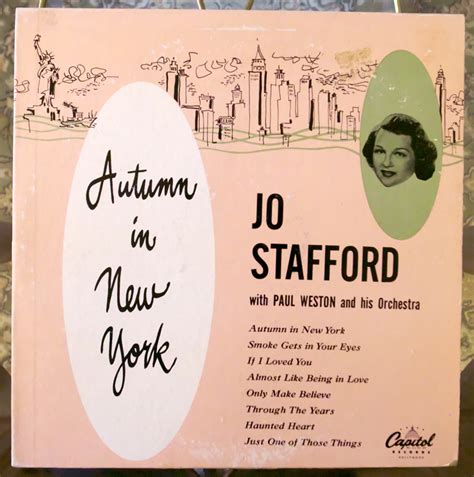 Autumn
in
New
York
JO
STAFFORD
with PAUL WESTON and his Orchestra
Autumn in New York
Smoke Gets in Your Eyes
If I Loved You
Almost Like Being in Love
Only Make Believe
Through The Years
Haunted Heart
Just One of Those Things
Capitol
RECORDS
HOLLYWOOD